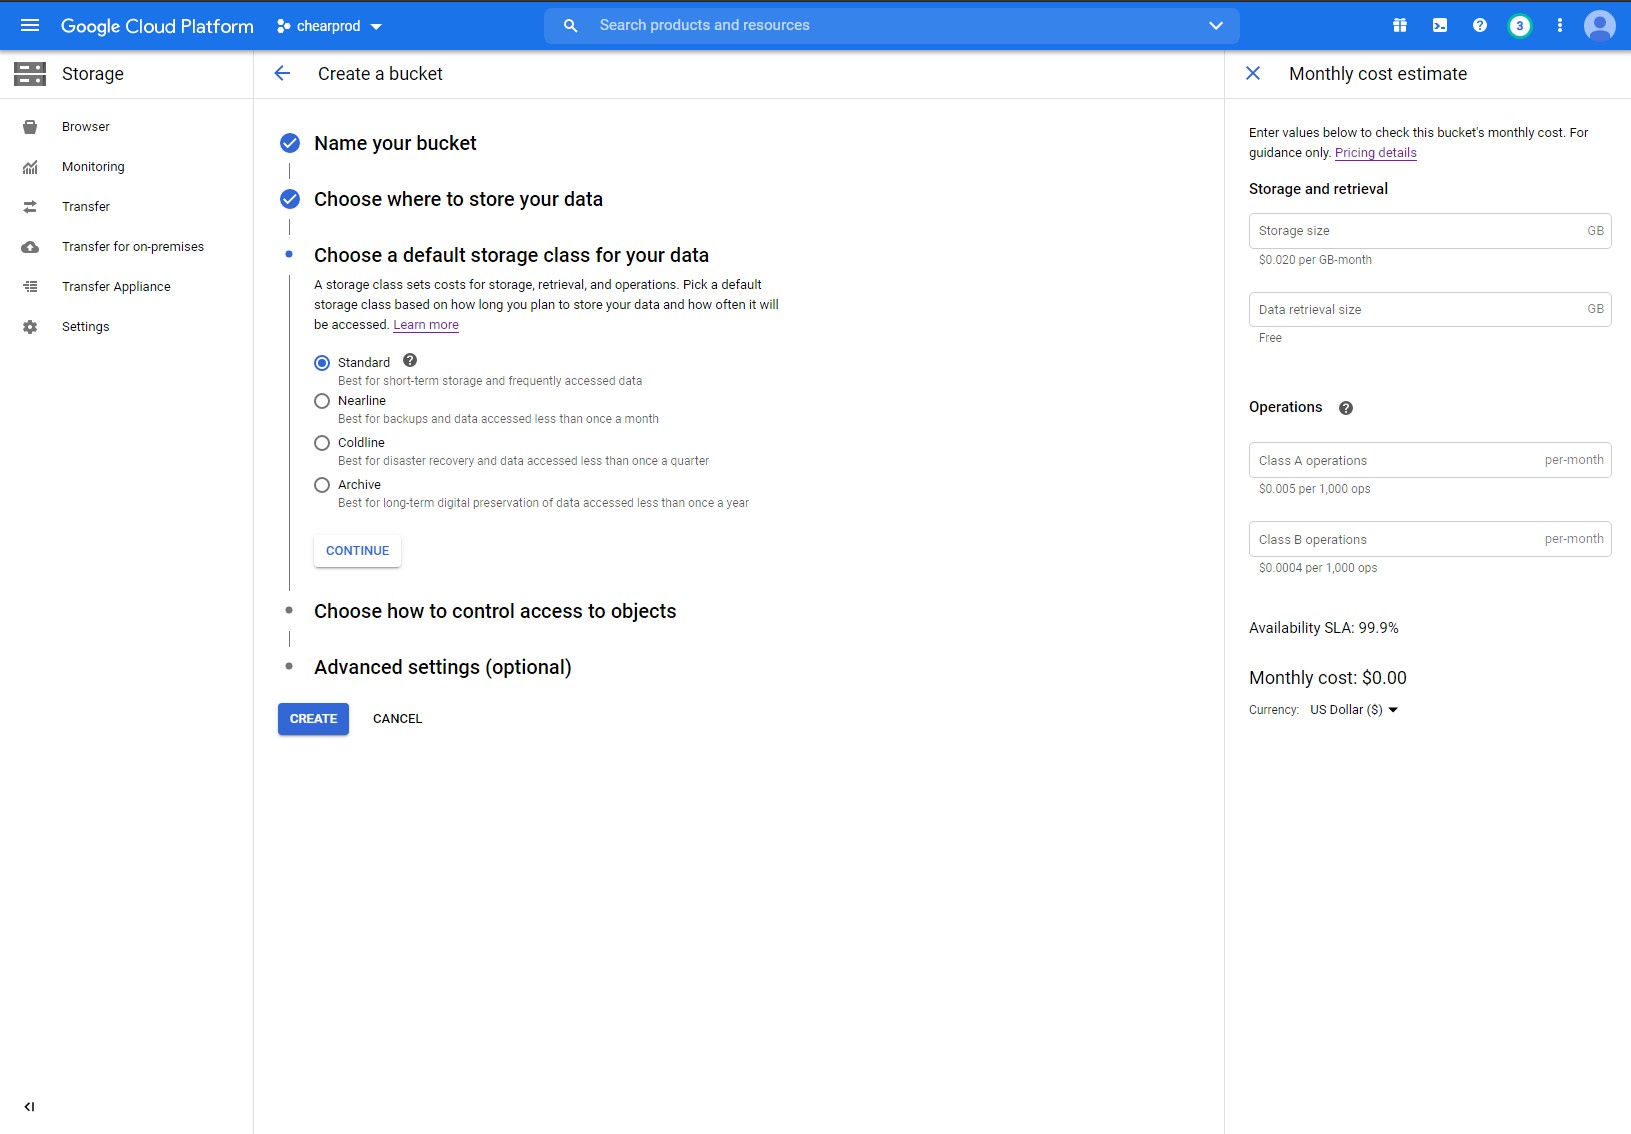 Google Cloud Platform
chearprod
Search products and resources
3
Storage
Create a bucket
Monthly cost estimate
Browser
Monitoring
Transfer
Transfer for on-premises
Transfer Appliance
Settings
Name your bucket
Choose where to store your data
Choose a default storage class for your data
A storage class sets costs for storage, retrieval, and operations. Pick a default
storage class based on how long you plan to store your data and how often it will
be accessed. Learn more
Standard
Best for short-term storage and frequently accessed data
Nearline
Best for backups and data accessed less than once a month
Coldline
Best for disaster recovery and data accessed less than once a quarter
Archive
Best for long-term digital preservation of data accessed less than once a year
CONTINUE
Choose how to control access to objects
Advanced settings (optional)
CREATE CANCEL
Enter values below to check this bucket's monthly cost. For
guidance only. Pricing details
Storage and retrieval
Storage size GB
$0.020 per GB-month
Data retrieval size GB
Free
Operations
Class A operations per-month
$0.005 per 1,000 ops
Class B operations per-month
$0.0004 per 1,000 ops
Availability SLA: 99.9%
Monthly cost: $0.00
Currency: US Dollar ($)